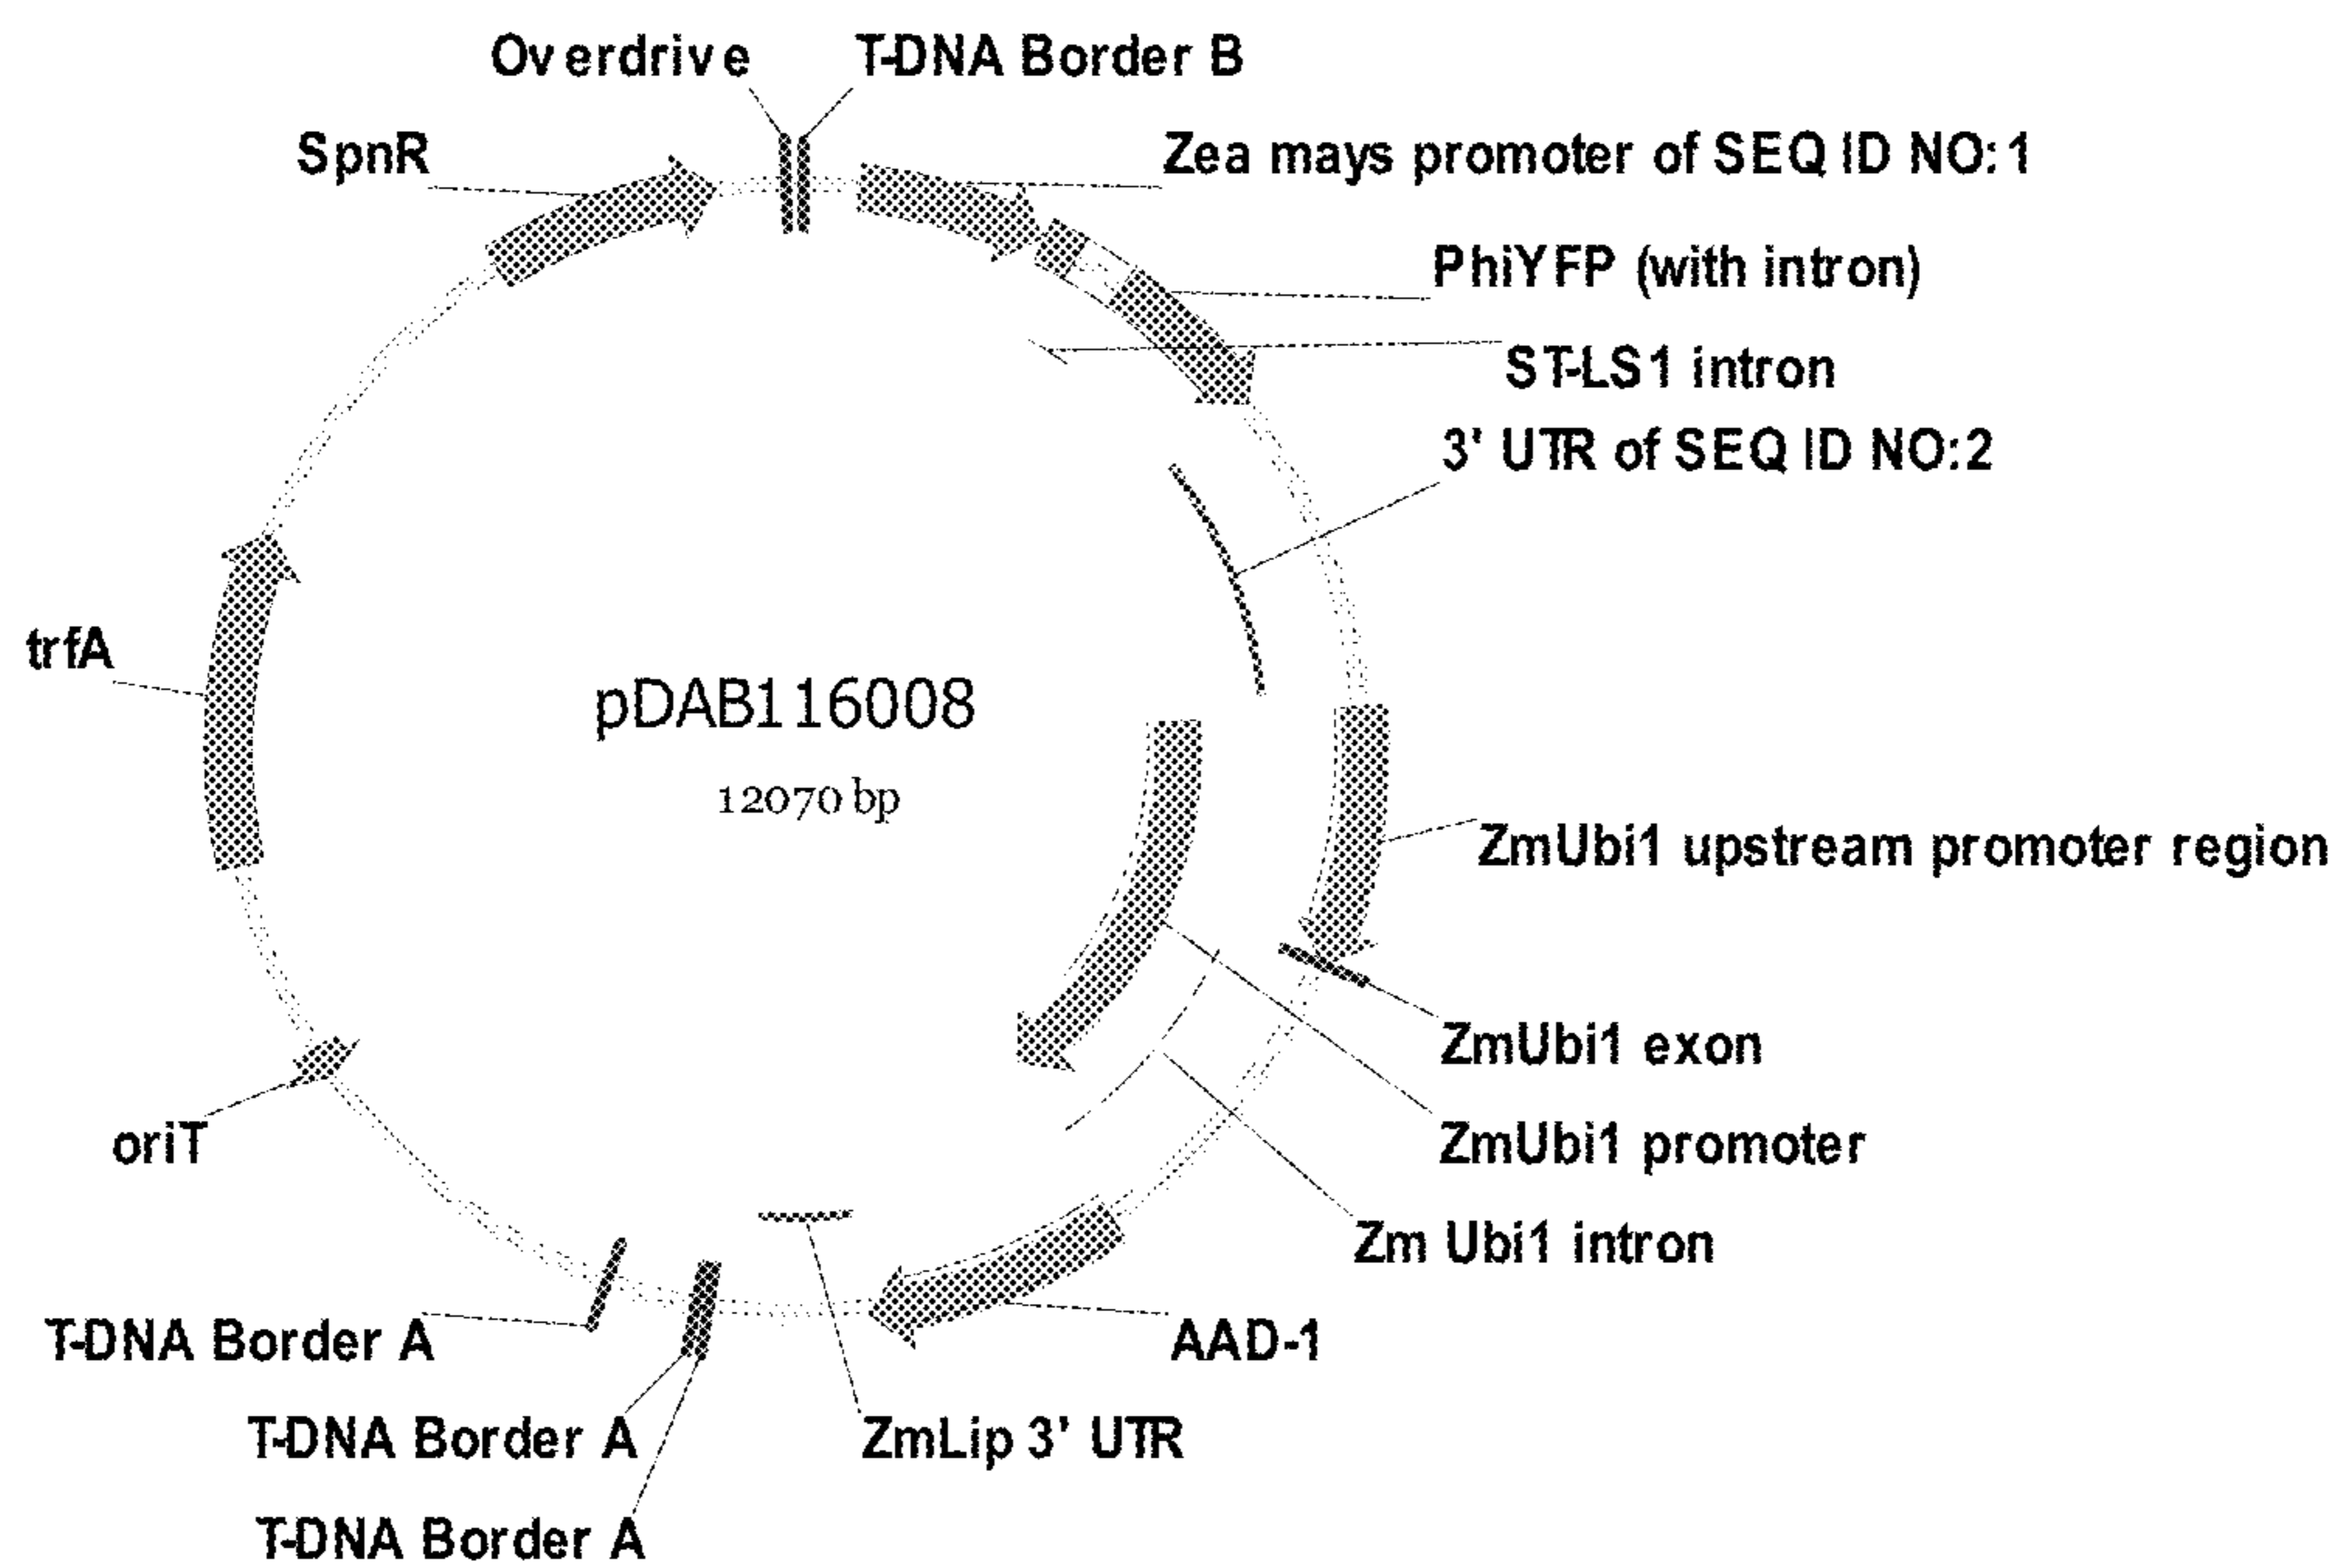 Overdrive
T-DNA Border B
SpnR
Zea mays promoter of SEQ ID NO:1
PhiYFP (with intron)
ST-LS1 intron
3' UTR of SEQ ID NO:2
trfA
pDAB116008
12070 bp
ZmUbi1 upstream promoter region
ZmUbi1 exon
oriT
ZmUbi1 promoter
Zm Ubi1 intron
T-DNA Border A
AAD-1
T-DNA Border A
ZmLip 3' UTR
T-DNA Border A